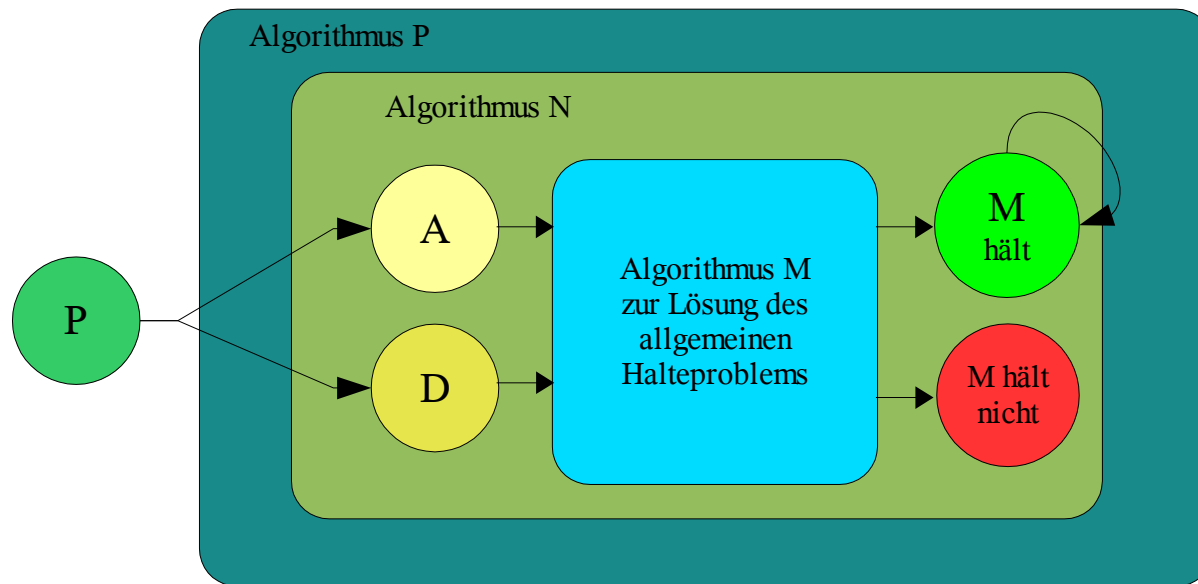 Algorithmus P
Algorithmus N
P
A
D
Algorithmus M
zur Lösung des
allgemeinen
Halteproblems
M
hält
M hält
nicht